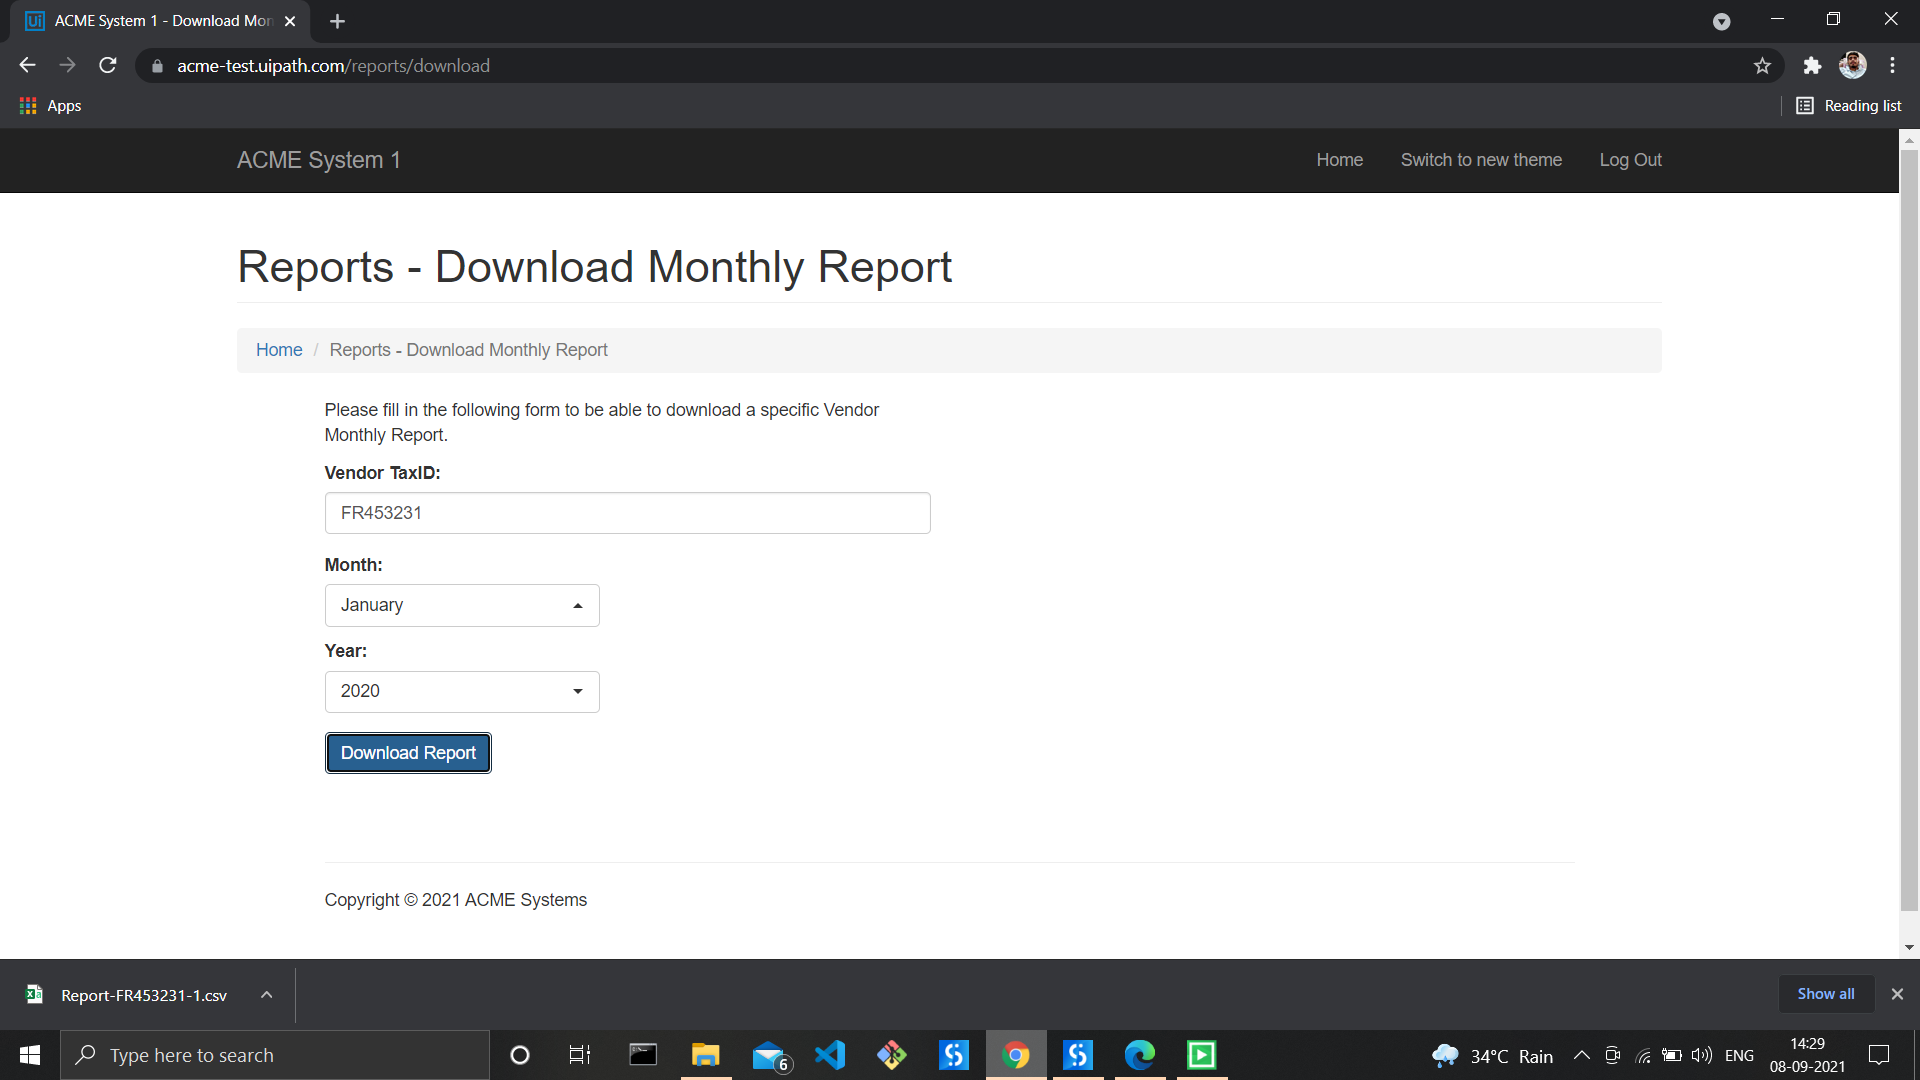 ACME System 1 - Download Mon
acme-test.uipath.com/reports/download
Apps
Reading list
ACME System 1
Home
Switch to new theme
Log Out
Reports - Download Monthly Report
Home / Reports - Download Monthly Report
Please fill in the following form to be able to download a specific Vendor
Monthly Report.
Vendor TaxID:
FR453231
Month:
January
Year:
2020
Download Report
Copyright © 2021 ACME Systems
Report-FR453231-1.csv
Show all
Type here to search
6
34°C Rain
ENG
14:29
08-09-2021